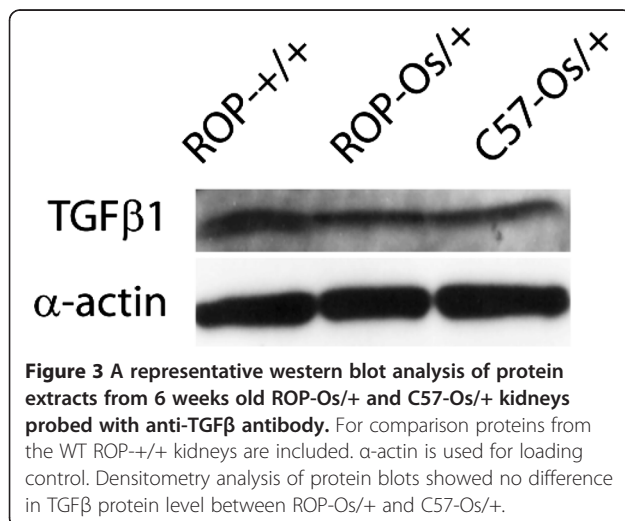 ROP-+/+
ROP-Os/+
C57-Os/+
TGFβ1
α-actin
Figure 3 A representative western blot analysis of protein
extracts from 6 weeks old ROP-Os/+ and C57-Os/+ kidneys
probed with anti-TGFβ antibody. For comparison proteins from
the WT ROP-+/+ kidneys are included. α-actin is used for loading
control. Densitometry analysis of protein blots showed no difference
in TGFβ protein level between ROP-Os/+ and C57-Os/+.